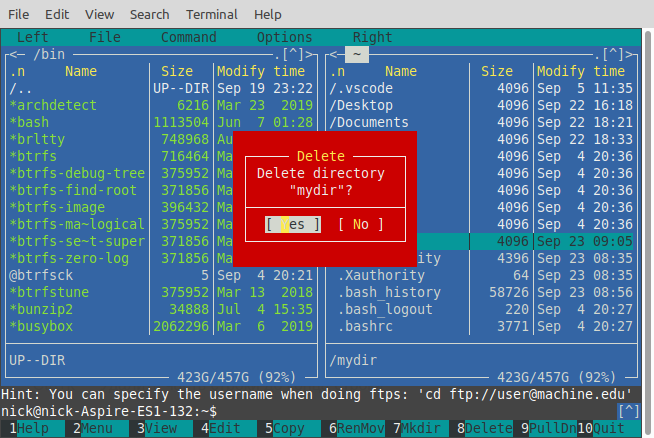 File Edit View Search Terminal Help
Left File Command Options Right
<─ /bin .[^]> <─ ~ .[^]>
.n Name Size Modify time .n Name Size Modify time
/.. UP--DIR Sep 19 23:22 /.vscode 4096 Sep 5 11:35
*archdetect 6216 Mar 23 2019 /Desktop 4096 Sep 22 16:18
*bash 1113504 Jun 7 01:28 /Documents 4096 Sep 22 18:21
*brltty 748968 Au 4096 Sep 22 18:33
*btrfs 716464 Ma Delete 4096 Sep 4 20:36
*btrfs-debug-tree 375952 Ma Delete directory 4096 Sep 4 20:36
*btrfs-find-root 371856 Ma "mydir"? 4096 Sep 4 20:36
*btrfs-image 396432 Ma 4096 Sep 4 20:36
*btrfs-ma~logical 375952 Ma [ Yes ] [ No ] 4096 Sep 4 20:36
*btrfs-se~t-super 371856 Ma 4096 Sep 23 09:05
*btrfs-zero-log 371856 Ma ity 4396 Sep 23 08:35
@btrfsck 5 Sep 4 20:21 .Xauthority 64 Sep 23 08:35
*btrfstune 375952 Mar 13 2018 .bash_history 58726 Sep 23 08:56
*bunzip2 34888 Jul 4 15:35 .bash_logout 220 Sep 4 20:27
*busybox 2062296 Mar 6 2019 .bashrc 3771 Sep 4 20:27
UP--DIR /mydir
423G/457G (92%) 423G/457G (92%)
Hint: You can specify the username when doing ftps: 'cd ftp://user@machine.edu'
nick@nick-Aspire-ES1-132:~$ [^]
1Help 2Menu 3View 4Edit 5Copy 6RenMov 7Mkdir 8Delete 9PullDn 10Quit